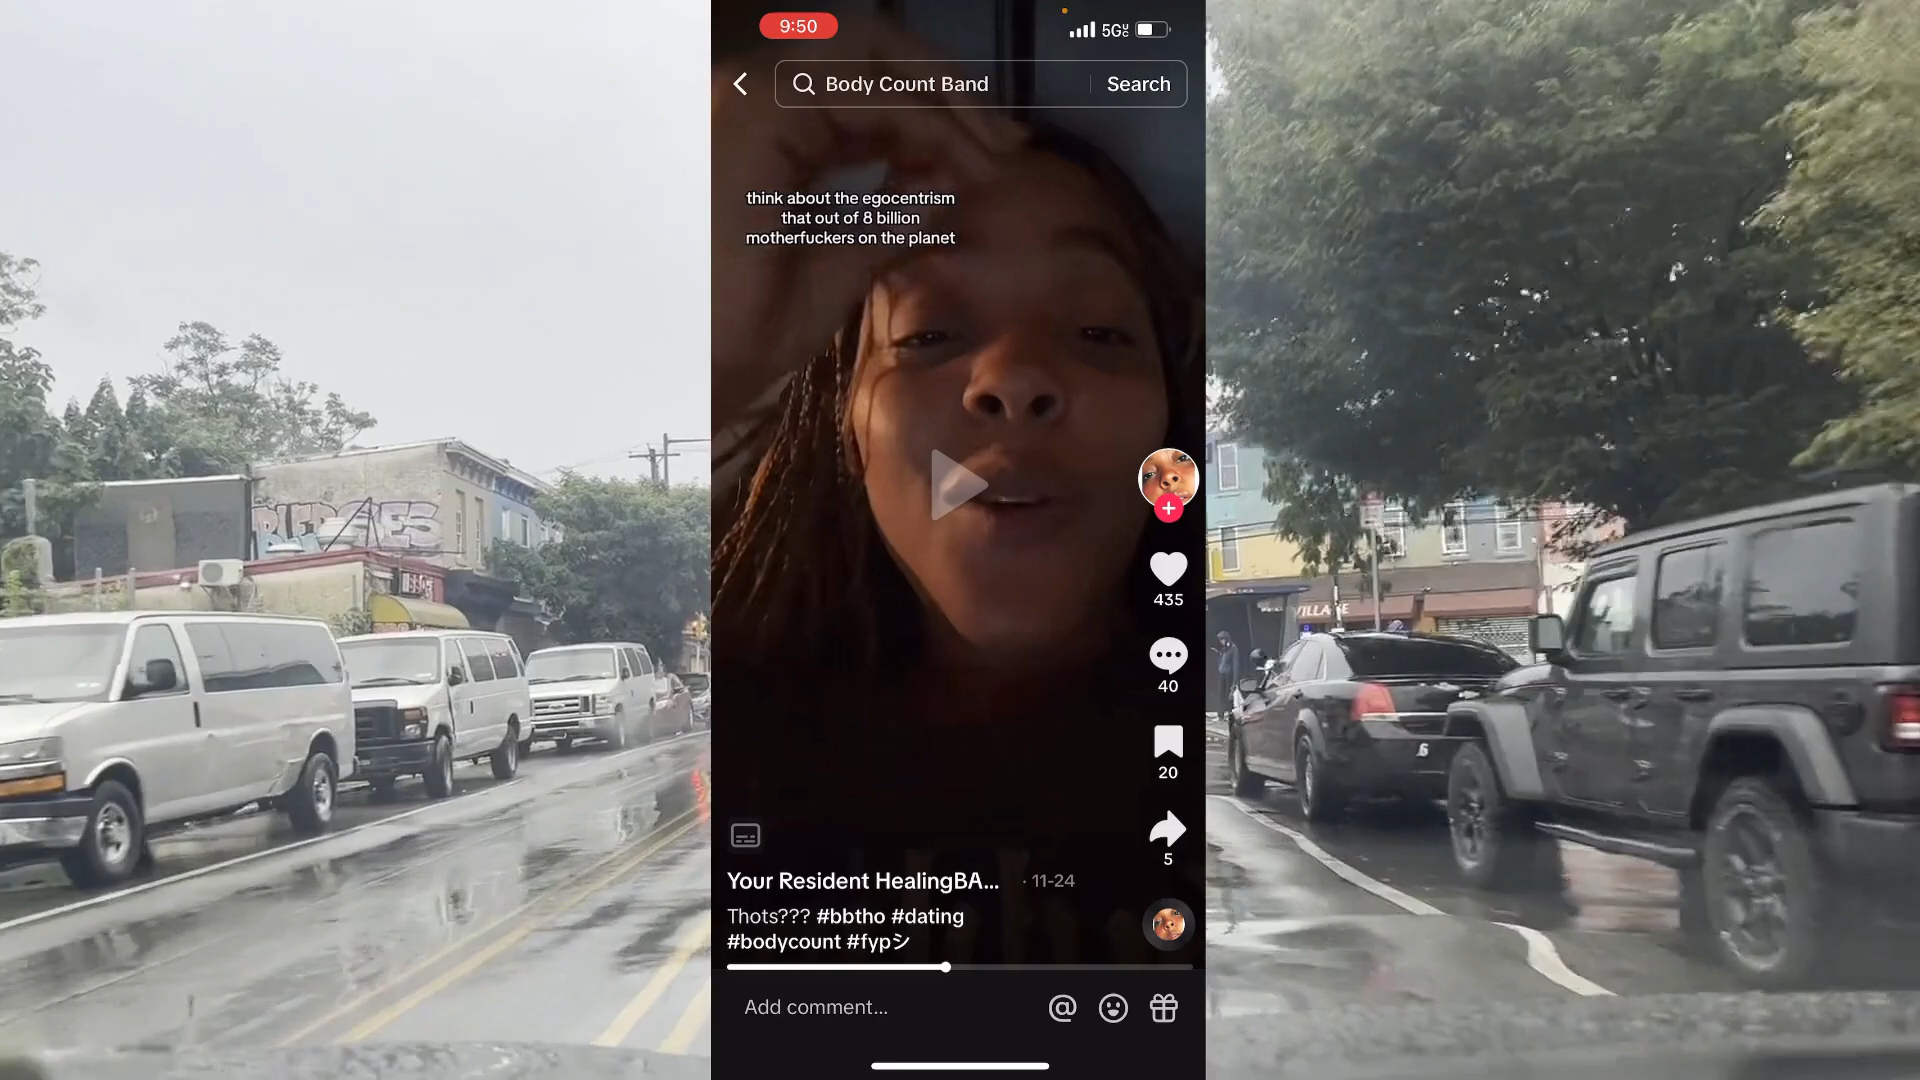 9:50
5G
Body Count Band
Search
think about the egocentrism
that out of 8 billion
motherfuckers on the planet
VILLAGE
435
40
20
5
Your Resident HealingBA... · 11-24
Thots??? #bbtho #dating
#bodycount #fypシ
Add comment...